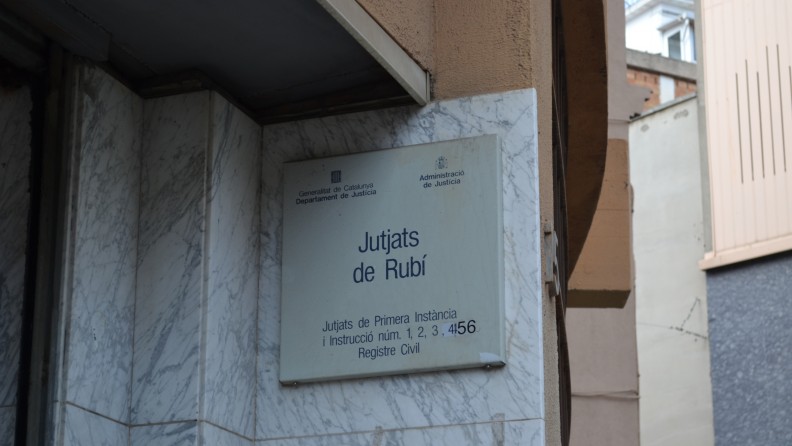 Generalitat de Catalunya
Departament de Justícia
Administració
de Justícia
Jutjats
de Rubí
Jutjats de Primera Instància
i Instrucció núm. 1, 2, 3, 4i56
Registre Civil